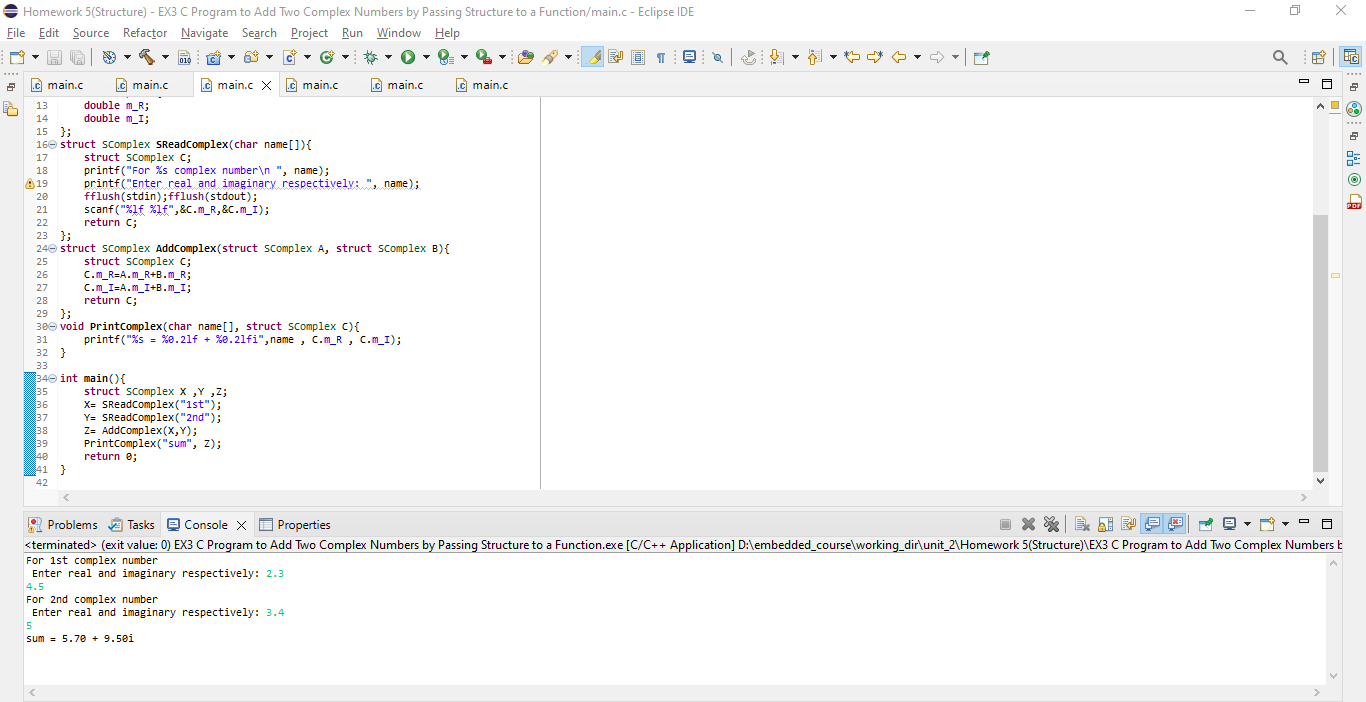 Homework 5(Structure) - EX3 C Program to Add Two Complex Numbers by Passing Structure to a Function/main.c - Eclipse IDE
File Edit Source Refactor Navigate Search Project Run Window Help
main.c main.c main.c main.c main.c main.c
13 double m_R;
14 double m_I;
15 };
16 struct SComplex SReadComplex(char name[]){
17 struct SComplex C;
18 printf("For %s complex number\n ", name);
19 printf("Enter real and imaginary respectively: ", name);
20 fflush(stdin);fflush(stdout);
21 scanf("%lf %lf",&C.m_R,&C.m_I);
22 return C;
23 };
24 struct SComplex AddComplex(struct SComplex A, struct SComplex B){
25 struct SComplex C;
26 C.m_R=A.m_R+B.m_R;
27 C.m_I=A.m_I+B.m_I;
28 return C;
29 };
30 void PrintComplex(char name[], struct SComplex C){
31 printf("%s = %0.2lf + %0.2lfi",name , C.m_R , C.m_I);
32 }
33
34 int main(){
35 struct SComplex X ,Y ,Z;
36 X= SReadComplex("1st");
37 Y= SReadComplex("2nd");
38 Z= AddComplex(X,Y);
39 PrintComplex("sum", Z);
40 return 0;
41 }
42
Problems Tasks Console Properties
<terminated> (exit value: 0) EX3 C Program to Add Two Complex Numbers by Passing Structure to a Function.exe [C/C++ Application] D:\embedded_course\working_dir\unit_2\Homework 5(Structure)\EX3 C Program to Add Two Complex Numbers b
For 1st complex number
Enter real and imaginary respectively: 2.3
4.5
For 2nd complex number
Enter real and imaginary respectively: 3.4
5
sum = 5.70 + 9.50i